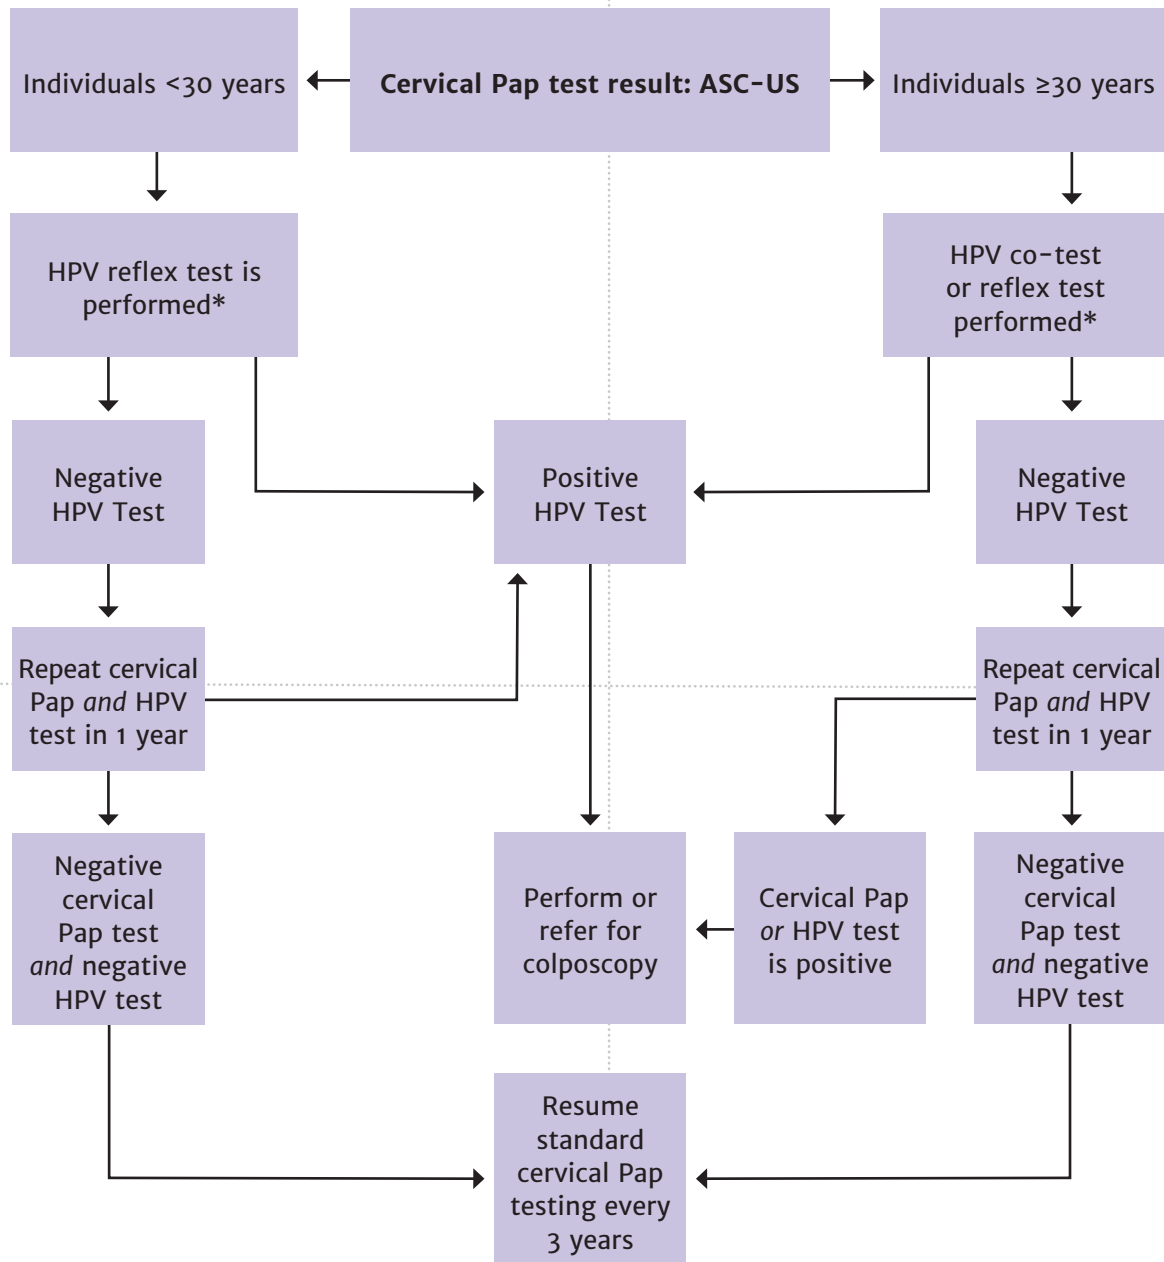 Individuals <30 years
Cervical Pap test result: ASC-US
Individuals ≥30 years
HPV reflex test is
performed*
HPV co-test
or reflex test
performed*
Negative
HPV Test
Positive
HPV Test
Negative
HPV Test
Repeat cervical
Pap and HPV
test in 1 year
Repeat cervical
Pap and HPV
test in 1 year
Negative
cervical
Pap test
and negative
HPV test
Perform or
refer for
colposcopy
Cervical Pap
or HPV test
is positive
Negative
cervical
Pap test
and negative
HPV test
Resume
standard
cervical Pap
testing every
3 years